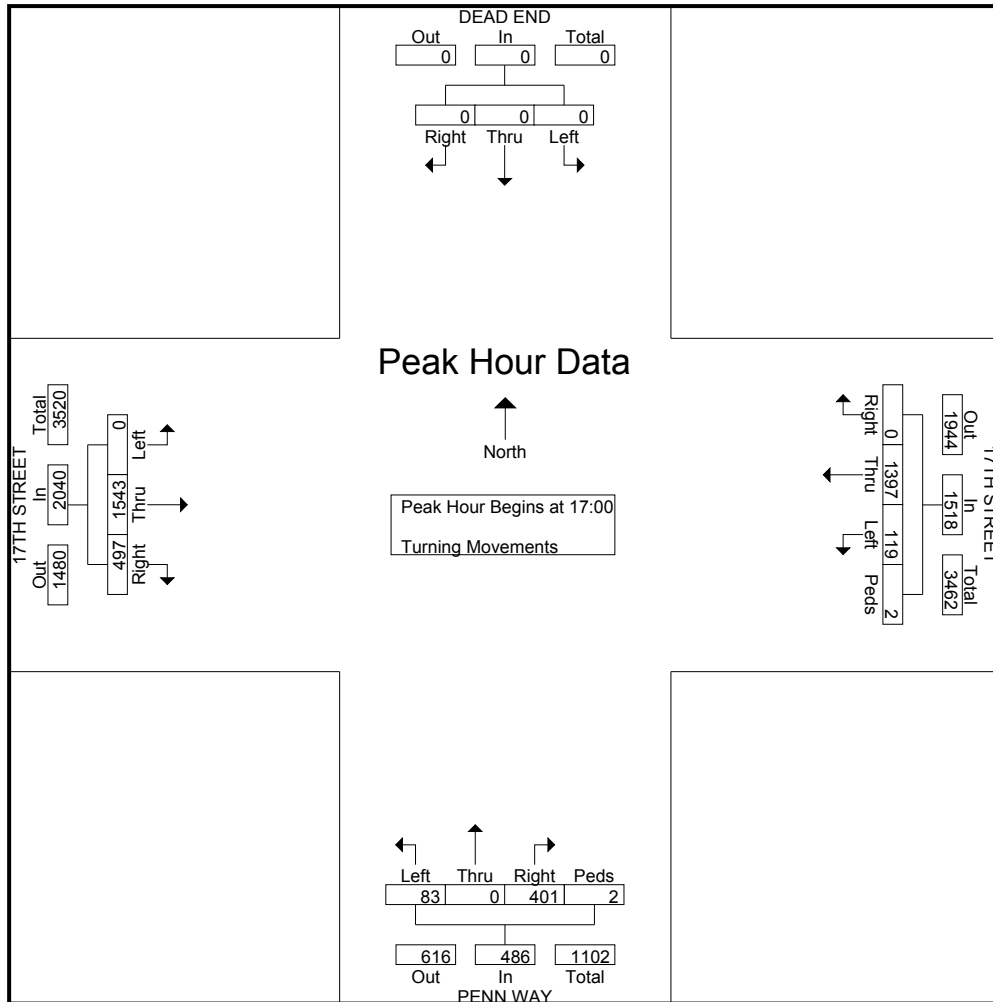 DEAD END
Out In Total
0 0 0
0 0 0
Right Thru Left
Peak Hour Data
North
Peak Hour Begins at 17:00
Turning Movements
17TH STREET
Total In Out
3520 2040 1480
0 1543 497
Left Thru Right
17TH STREET
Out In Total
1944 1518 3462
0 1397 119 2
Right Thru Left Peds
Left Thru Right Peds
83 0 401 2
616 486 1102
Out In Total
PENN WAY